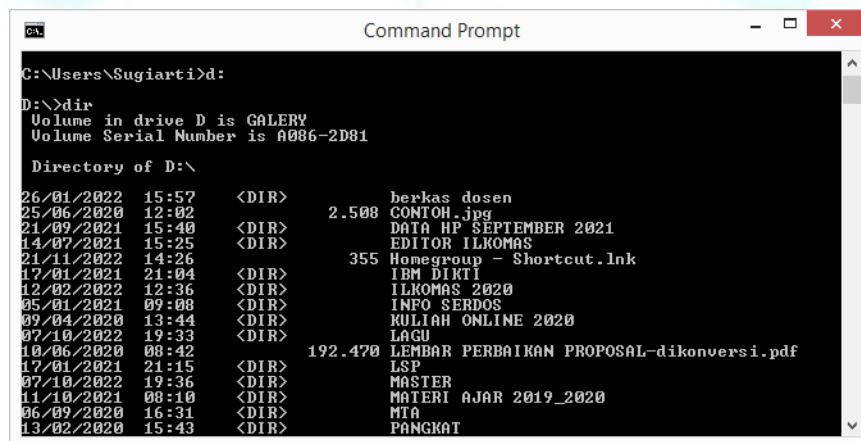 Command Prompt
C:\Users\Sugiarti>d:
D:\>dir
Volume in drive D is GALERY
Volume Serial Number is A086-2D81
Directory of D:\
26/01/2022 15:57 <DIR> berkas dosen
25/06/2020 12:02 2.508 CONTOH.jpg
21/09/2021 15:40 <DIR> DATA HP SEPTEMBER 2021
14/07/2021 15:25 <DIR> EDITOR ILKOMAS
21/11/2022 14:26 355 Homegroup - Shortcut.lnk
17/01/2021 21:04 <DIR> IBM DIKTI
12/02/2022 12:36 <DIR> ILKOMAS 2020
05/01/2021 09:08 <DIR> INFO SERDOS
09/04/2020 13:44 <DIR> KULIAH ONLINE 2020
07/10/2022 19:33 <DIR> LAGU
10/06/2020 08:42 192.470 LEMBAR PERBAIKAN PROPOSAL-dikonversi.pdf
17/01/2021 21:15 <DIR> LSP
07/10/2022 19:36 <DIR> MASTER
11/10/2021 08:10 <DIR> MATERI AJAR 2019_2020
06/09/2020 16:31 <DIR> MTA
13/02/2020 15:43 <DIR> PANGKAT